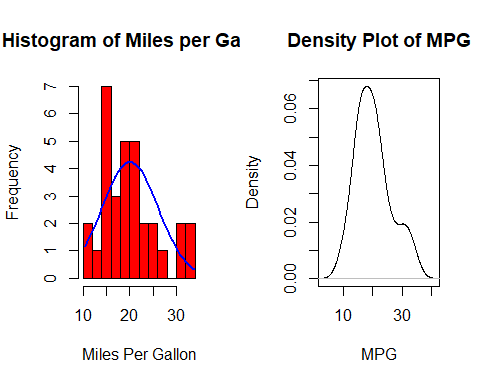 Histogram of Miles per Ga
Frequency
7
6
5
4
3
2
1
0
10 20 30
Miles Per Gallon
Density Plot of MPG
Density
0.06
0.04
0.02
0.00
10 30
MPG